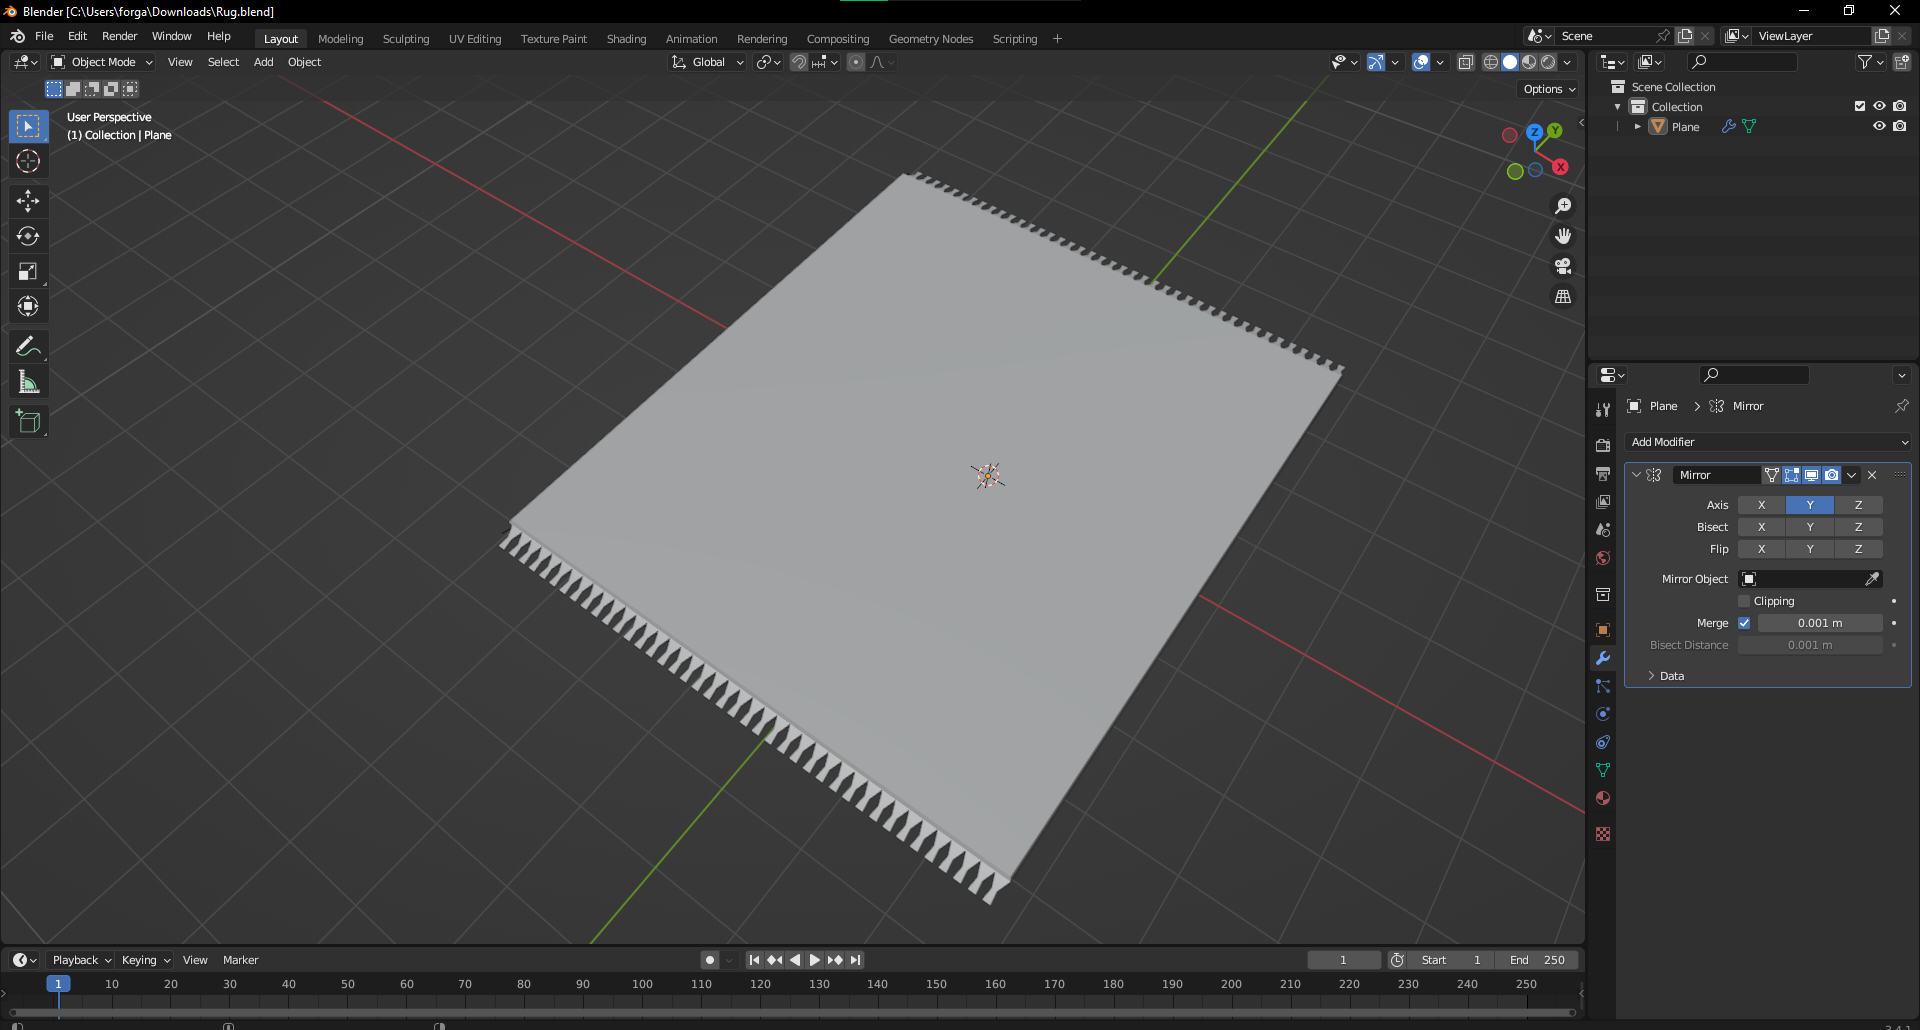 Blender [C:\Users\forga\Downloads\Rug.blend]
File Edit Render Window Help Layout Modeling Sculpting UV Editing Texture Paint Shading Animation Rendering Compositing Geometry Nodes Scripting + Scene ViewLayer
Object Mode View Select Add Object Global
Options
User Perspective
(1) Collection | Plane
Z Y X
Scene Collection
Collection
Plane
Plane > Mirror
Add Modifier
Mirror
Axis X Y Z
Bisect X Y Z
Flip X Y Z
Mirror Object
Clipping
Merge 0.001 m
Bisect Distance 0.001 m
Data
Playback Keying View Marker 1 Start 1 End 250
1 10 20 30 40 50 60 70 80 90 100 110 120 130 140 150 160 170 180 190 200 210 220 230 240 250